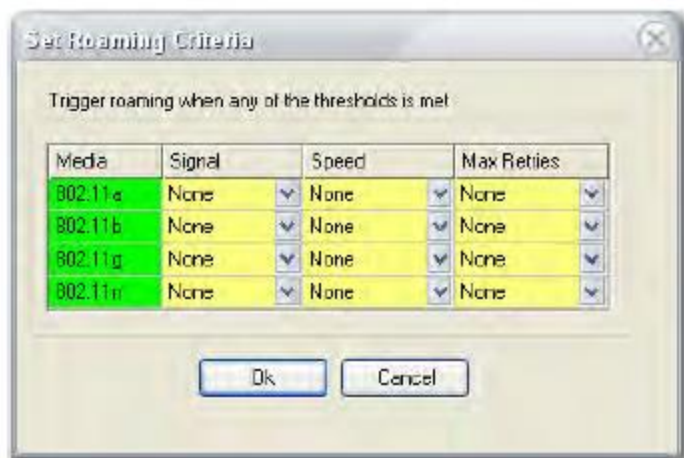 Set Roaming Criteria
Trigger roaming when any of the thresholds is met
Media Signal Speed Max Retries
802.11a None None None
802.11b None None None
802.11g None None None
802.11n None None None
Ok Cancel